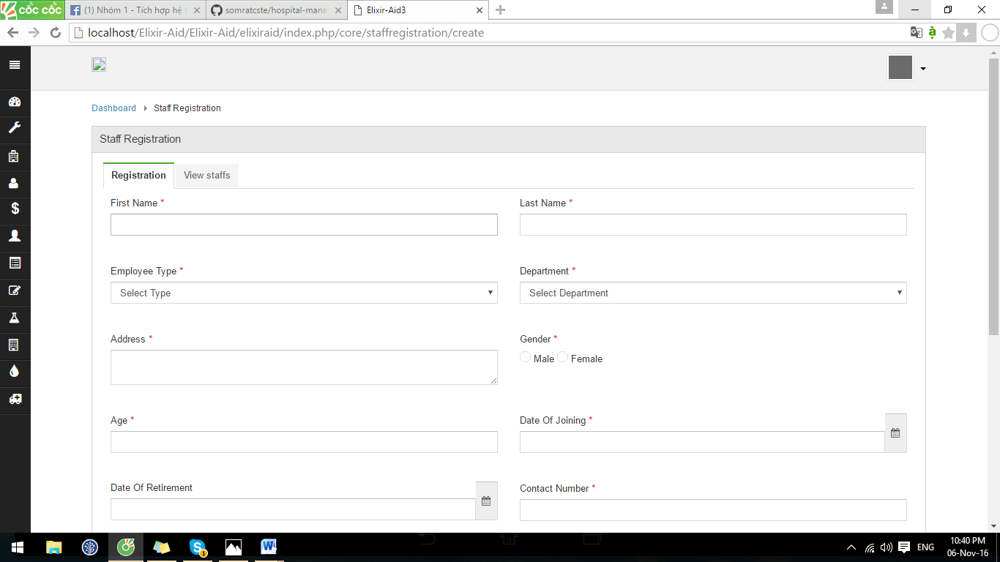 CỐC CỐC
(1) Nhóm 1 - Tích hợp hệ t
somratcste/hospital-mana
Elixir-Aid3
localhost/Elixir-Aid/Elixir-Aid/elixiraid/index.php/core/staffregistration/create
Dashboard Staff Registration
Staff Registration
Registration View staffs
First Name * Last Name *
Employee Type * Department *
Select Type Select Department
Address * Gender *
Male Female
Age * Date Of Joining *
Date Of Retirement Contact Number *
1
ENG
10:40 PM
06-Nov-16